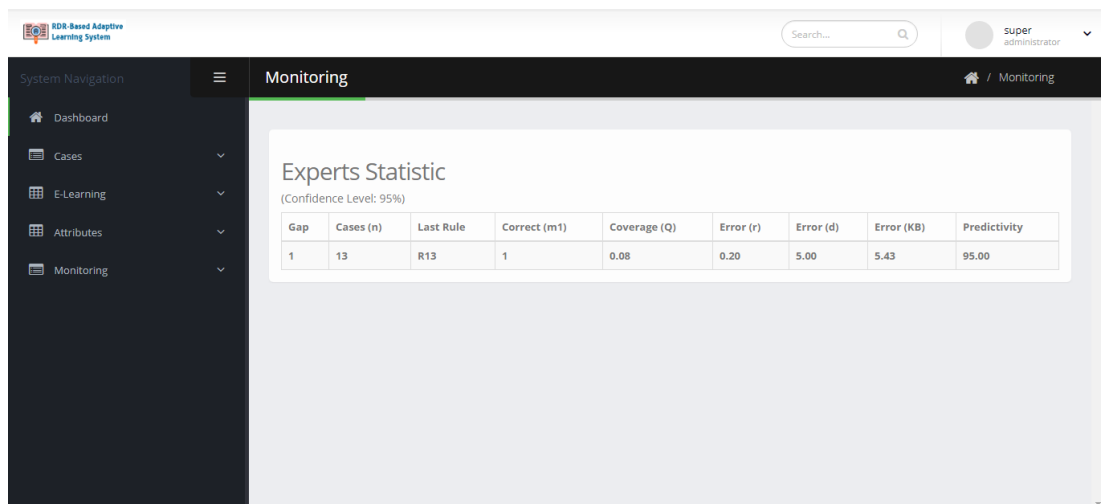 RDR-Based Adaptive
Learning System
Search...
super
administrator
System Navigation
Monitoring
/ Monitoring
Dashboard
Cases
E-Learning
Attributes
Monitoring
Experts Statistic
(Confidence Level: 95%)
Gap Cases (n) Last Rule Correct (m1) Coverage (Q) Error (r) Error (d) Error (KB) Predictivity
1 13 R13 1 0.08 0.20 5.00 5.43 95.00